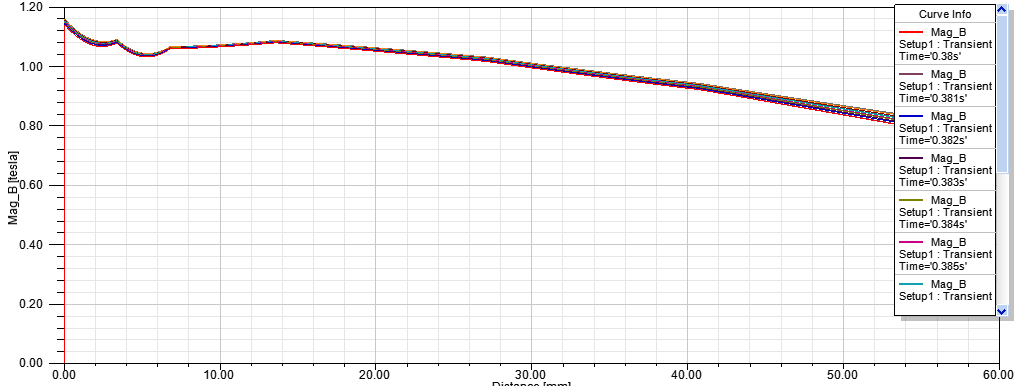 1.20
1.00
0.80
0.60
0.40
0.20
0.00
Mag_B [tesla]
0.00 10.00 20.00 30.00 40.00 50.00 60.00
Distance [mm]
Curve Info
Mag_B
Setup1 : Transient
Time='0.38s'
Mag_B
Setup1 : Transient
Time='0.381s'
Mag_B
Setup1 : Transient
Time='0.382s'
Mag_B
Setup1 : Transient
Time='0.383s'
Mag_B
Setup1 : Transient
Time='0.384s'
Mag_B
Setup1 : Transient
Time='0.385s'
Mag_B
Setup1 : Transient